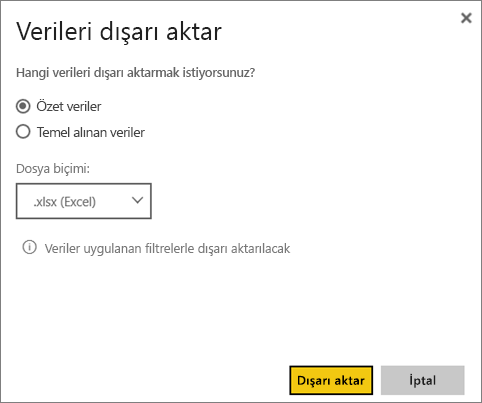 Verileri dışarı aktar
Hangi verileri dışarı aktarmak istiyorsunuz?
Özet veriler
Temel alınan veriler
Dosya biçimi:
.xlsx (Excel)
Veriler uygulanan filtrelerle dışarı aktarılacak
Dışarı aktar
İptal